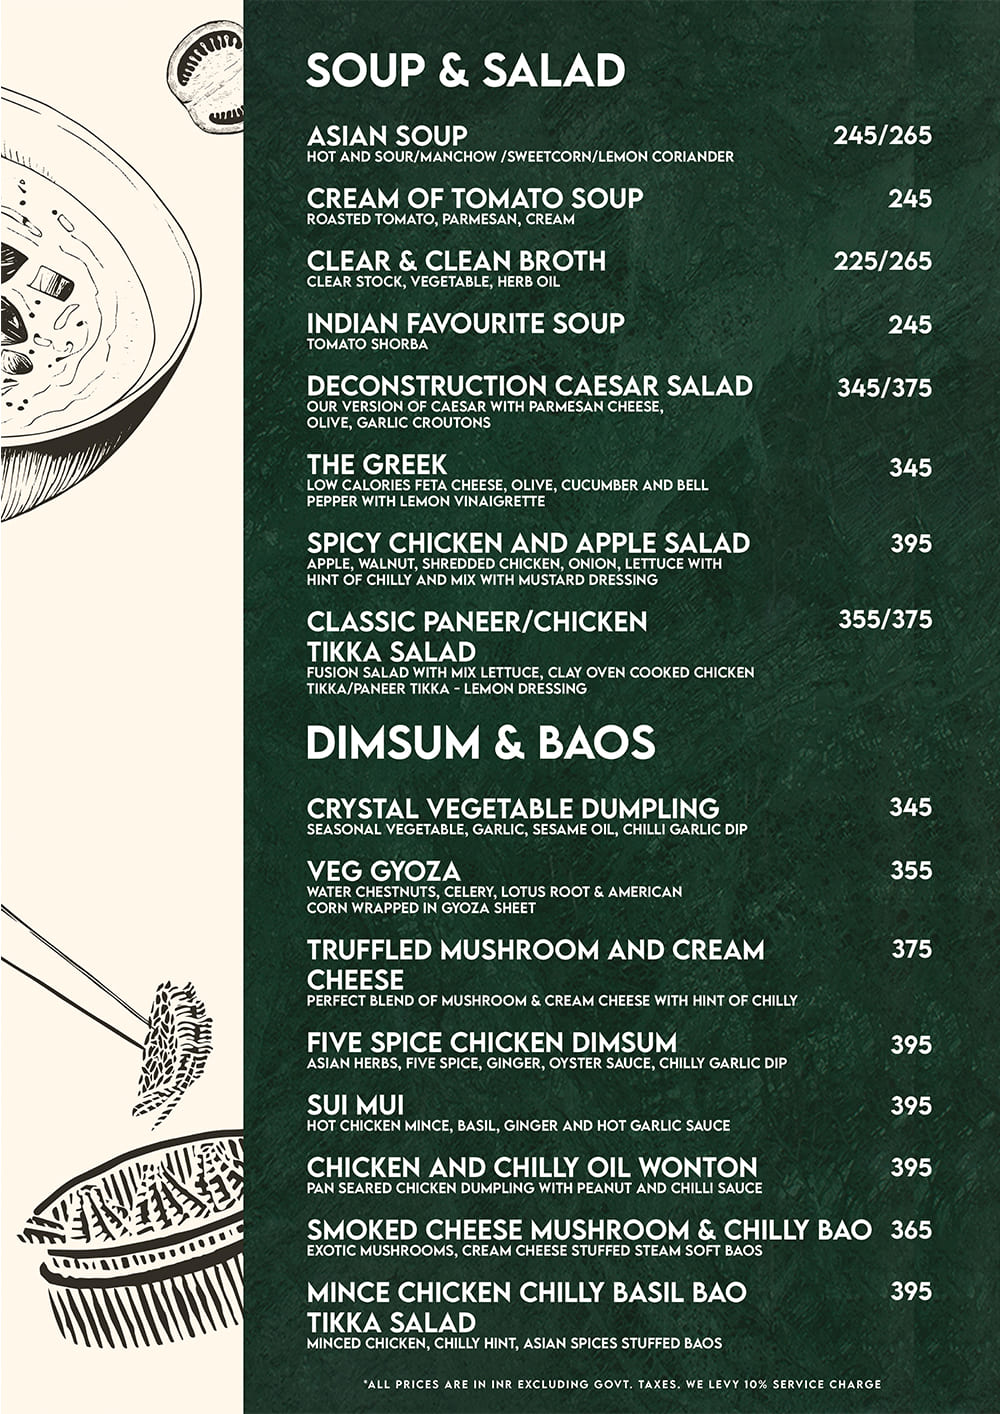 SOUP & SALAD
ASIAN SOUP 245/265
HOT AND SOUR/MANCHOW /SWEETCORN/LEMON CORIANDER
CREAM OF TOMATO SOUP 245
ROASTED TOMATO, PARMESAN, CREAM
CLEAR & CLEAN BROTH 225/265
CLEAR STOCK, VEGETABLE, HERB OIL
INDIAN FAVOURITE SOUP 245
TOMATO SHORBA
DECONSTRUCTION CAESAR SALAD 345/375
OUR VERSION OF CAESAR WITH PARMESAN CHEESE,
OLIVE, GARLIC CROUTONS
THE GREEK 345
LOW CALORIES FETA CHEESE, OLIVE, CUCUMBER AND BELL
PEPPER WITH LEMON VINAIGRETTE
SPICY CHICKEN AND APPLE SALAD 395
APPLE, WALNUT, SHREDDED CHICKEN, ONION, LETTUCE WITH
HINT OF CHILLY AND MIX WITH MUSTARD DRESSING
CLASSIC PANEER/CHICKEN 355/375
TIKKA SALAD
FUSION SALAD WITH MIX LETTUCE, CLAY OVEN COOKED CHICKEN
TIKKA/PANEER TIKKA - LEMON DRESSING
DIMSUM & BAOS
CRYSTAL VEGETABLE DUMPLING 345
SEASONAL VEGETABLE, GARLIC, SESAME OIL, CHILLI GARLIC DIP
VEG GYOZA 355
WATER CHESTNUTS, CELERY, LOTUS ROOT & AMERICAN
CORN WRAPPED IN GYOZA SHEET
TRUFFLED MUSHROOM AND CREAM 375
CHEESE
PERFECT BLEND OF MUSHROOM & CREAM CHEESE WITH HINT OF CHILLY
FIVE SPICE CHICKEN DIMSUM 395
ASIAN HERBS, FIVE SPICE, GINGER, OYSTER SAUCE, CHILLY GARLIC DIP
SUI MUI 395
HOT CHICKEN MINCE, BASIL, GINGER AND HOT GARLIC SAUCE
CHICKEN AND CHILLY OIL WONTON 395
PAN SEARED CHICKEN DUMPLING WITH PEANUT AND CHILLI SAUCE
SMOKED CHEESE MUSHROOM & CHILLY BAO 365
EXOTIC MUSHROOMS, CREAM CHEESE STUFFED STEAM SOFT BAOS
MINCE CHICKEN CHILLY BASIL BAO 395
TIKKA SALAD
MINCED CHICKEN, CHILLY HINT, ASIAN SPICES STUFFED BAOS
*ALL PRICES ARE IN INR EXCLUDING GOVT. TAXES. WE LEVY 10% SERVICE CHARGE